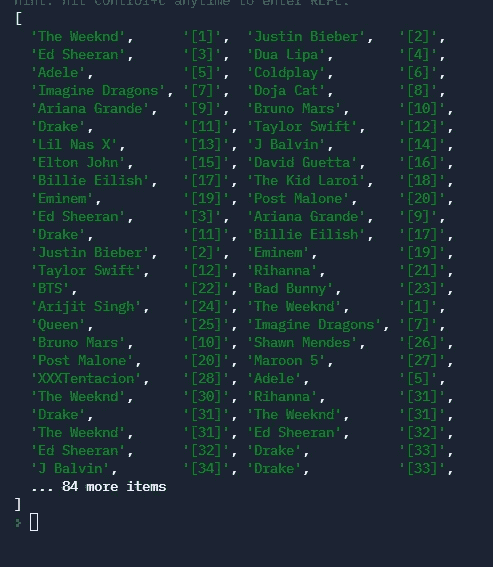 hint: hit control+t anytime to enter REPL.
[
'The Weeknd', '[1]', 'Justin Bieber', '[2]',
'Ed Sheeran', '[3]', 'Dua Lipa', '[4]',
'Adele', '[5]', 'Coldplay', '[6]',
'Imagine Dragons', '[7]', 'Doja Cat', '[8]',
'Ariana Grande', '[9]', 'Bruno Mars', '[10]',
'Drake', '[11]', 'Taylor Swift', '[12]',
'Lil Nas X', '[13]', 'J Balvin', '[14]',
'Elton John', '[15]', 'David Guetta', '[16]',
'Billie Eilish', '[17]', 'The Kid Laroi', '[18]',
'Eminem', '[19]', 'Post Malone', '[20]',
'Ed Sheeran', '[3]', 'Ariana Grande', '[9]',
'Drake', '[11]', 'Billie Eilish', '[17]',
'Justin Bieber', '[2]', 'Eminem', '[19]',
'Taylor Swift', '[12]', 'Rihanna', '[21]',
'BTS', '[22]', 'Bad Bunny', '[23]',
'Arijit Singh', '[24]', 'The Weeknd', '[1]',
'Queen', '[25]', 'Imagine Dragons', '[7]',
'Bruno Mars', '[10]', 'Shawn Mendes', '[26]',
'Post Malone', '[20]', 'Maroon 5', '[27]',
'XXXTentacion', '[28]', 'Adele', '[5]',
'The Weeknd', '[30]', 'Rihanna', '[31]',
'Drake', '[31]', 'The Weeknd', '[31]',
'The Weeknd', '[31]', 'Ed Sheeran', '[32]',
'Ed Sheeran', '[32]', 'Drake', '[33]',
'J Balvin', '[34]', 'Drake', '[33]',
... 84 more items
]